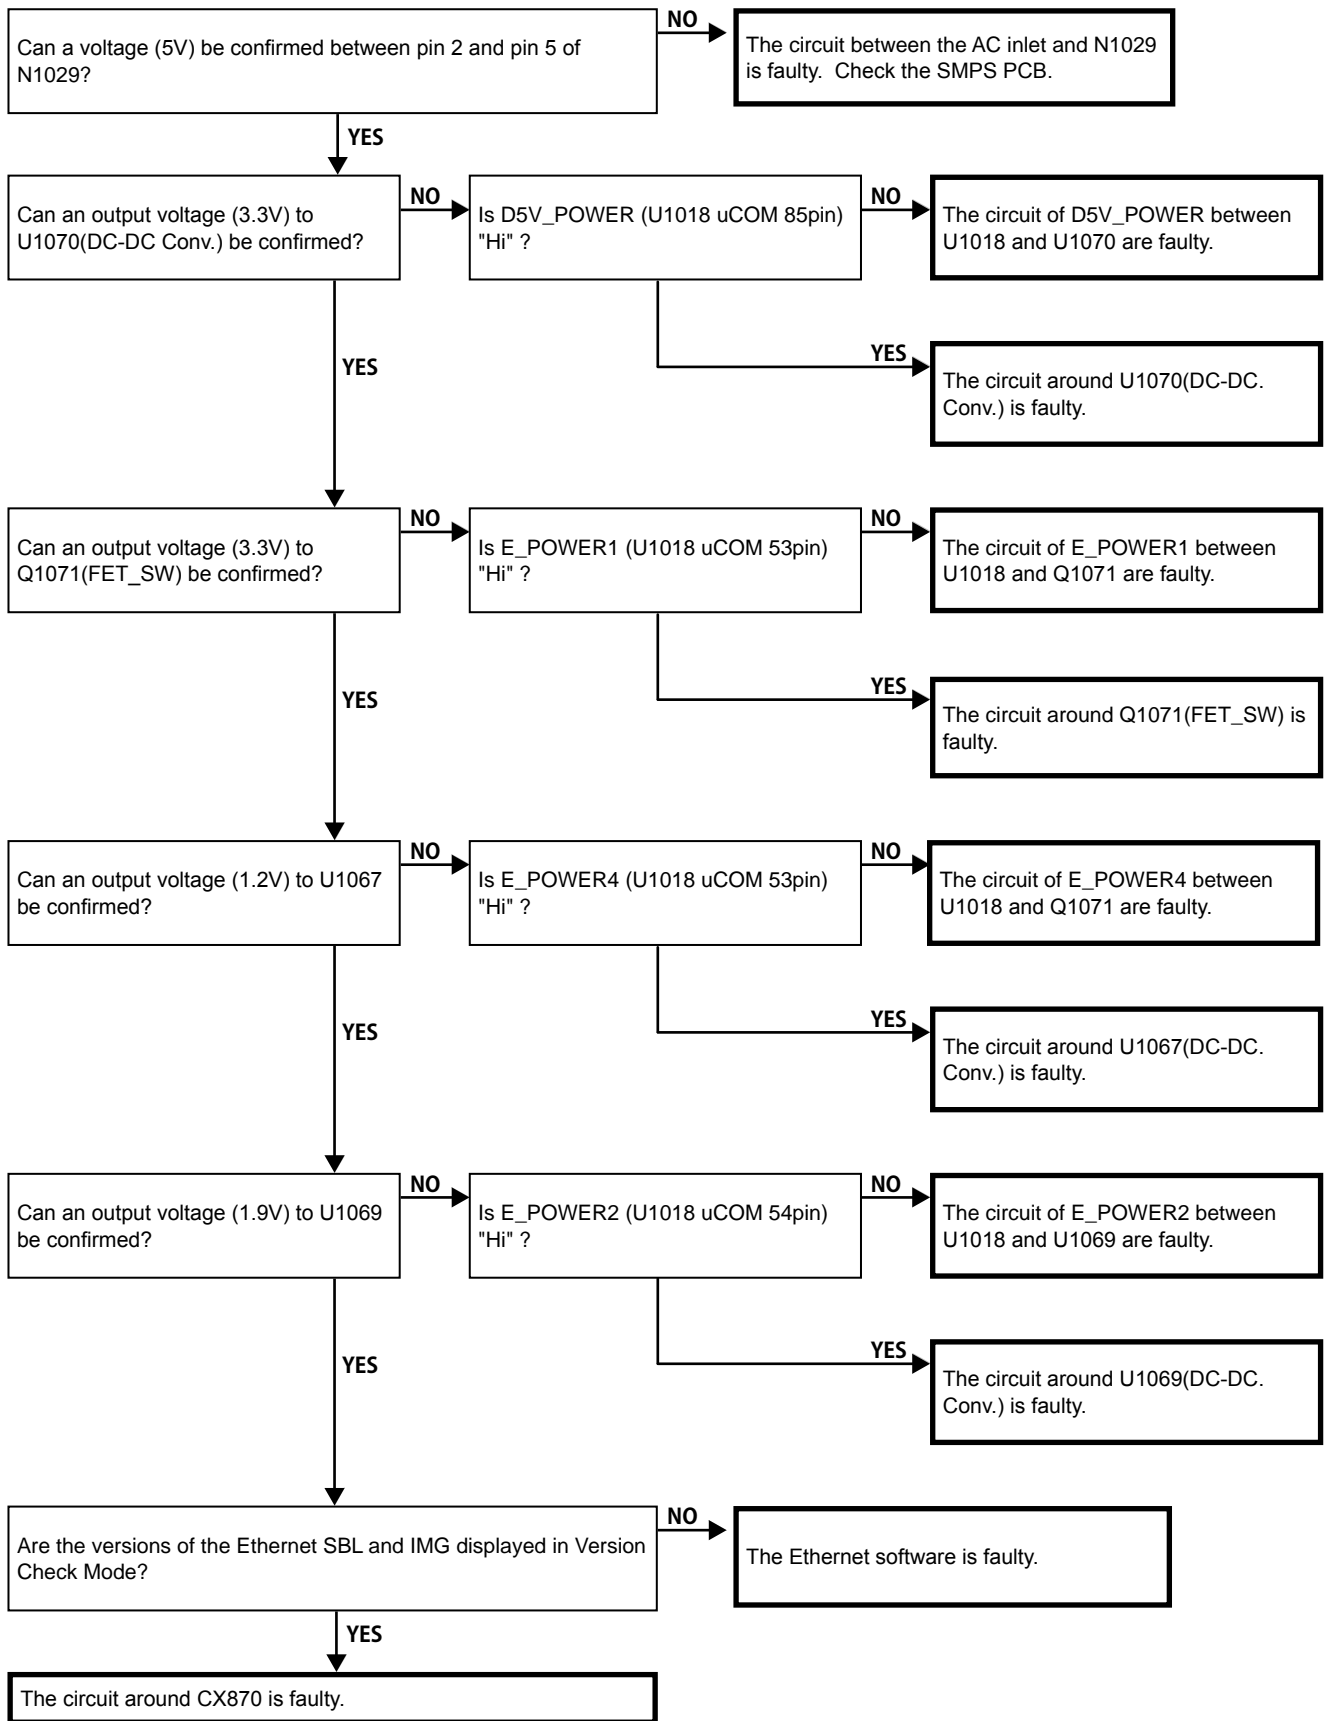 Can a voltage (5V) be confirmed between pin 2 and pin 5 of
N1029?
NO
The circuit between the AC inlet and N1029
is faulty.  Check the SMPS PCB.
YES
Can an output voltage (3.3V) to
U1070(DC-DC Conv.) be confirmed?
NO
Is D5V_POWER (U1018 uCOM 85pin)
"Hi" ?
NO
The circuit of D5V_POWER between
U1018 and U1070 are faulty.
YES
The circuit around U1070(DC-DC.
Conv.) is faulty.
YES
Can an output voltage (3.3V) to
Q1071(FET_SW) be confirmed?
NO
Is E_POWER1 (U1018 uCOM 53pin)
"Hi" ?
NO
The circuit of E_POWER1 between
U1018 and Q1071 are faulty.
YES
The circuit around Q1071(FET_SW) is
faulty.
YES
Can an output voltage (1.2V) to U1067
be confirmed?
NO
Is E_POWER4 (U1018 uCOM 53pin)
"Hi" ?
NO
The circuit of E_POWER4 between
U1018 and Q1071 are faulty.
YES
The circuit around U1067(DC-DC.
Conv.) is faulty.
YES
Can an output voltage (1.9V) to U1069
be confirmed?
NO
Is E_POWER2 (U1018 uCOM 54pin)
"Hi" ?
NO
The circuit of E_POWER2 between
U1018 and U1069 are faulty.
YES
The circuit around U1069(DC-DC.
Conv.) is faulty.
YES
Are the versions of the Ethernet SBL and IMG displayed in Version
Check Mode?
NO
The Ethernet software is faulty.
YES
The circuit around CX870 is faulty.